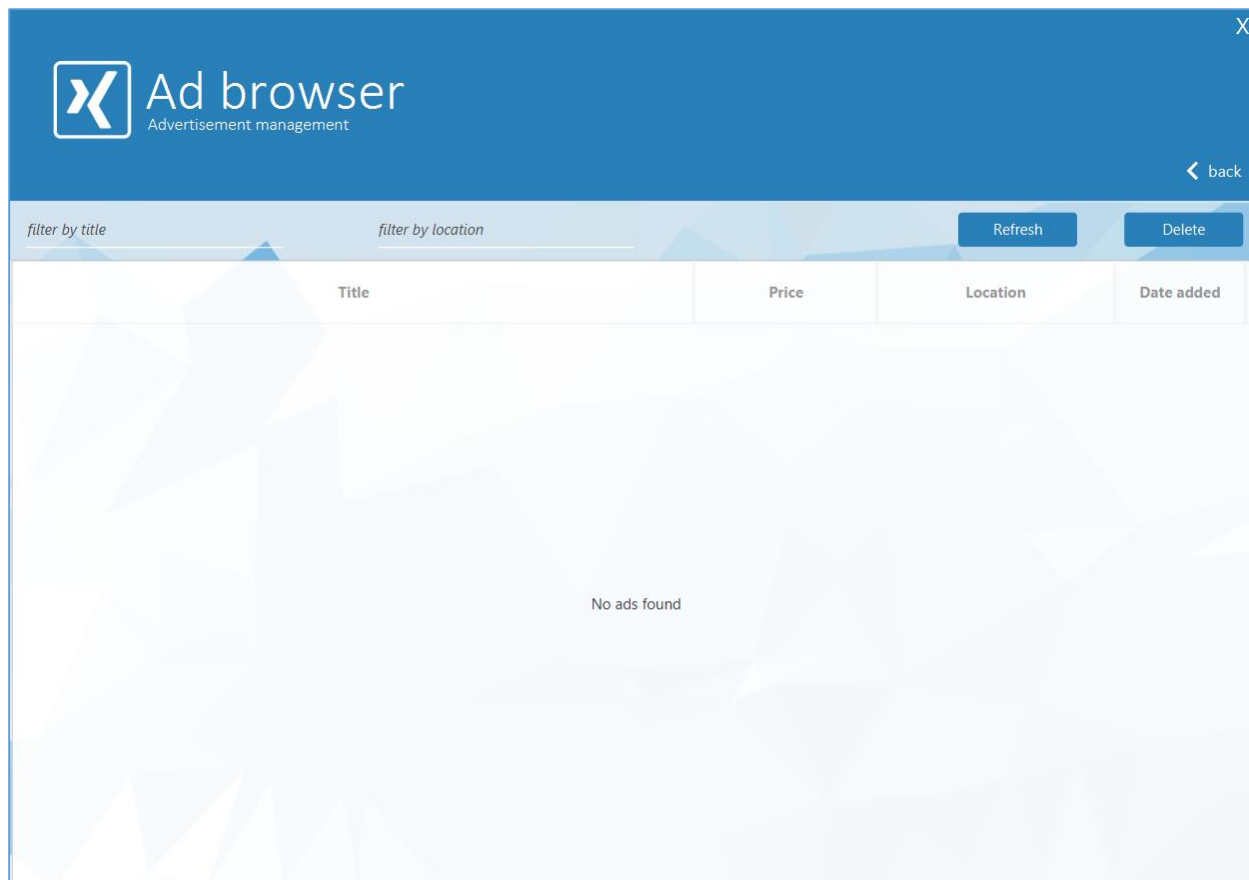 X
Ad browser
Advertisement management
back
filter by title filter by location Refresh Delete
Title Price Location Date added
No ads found